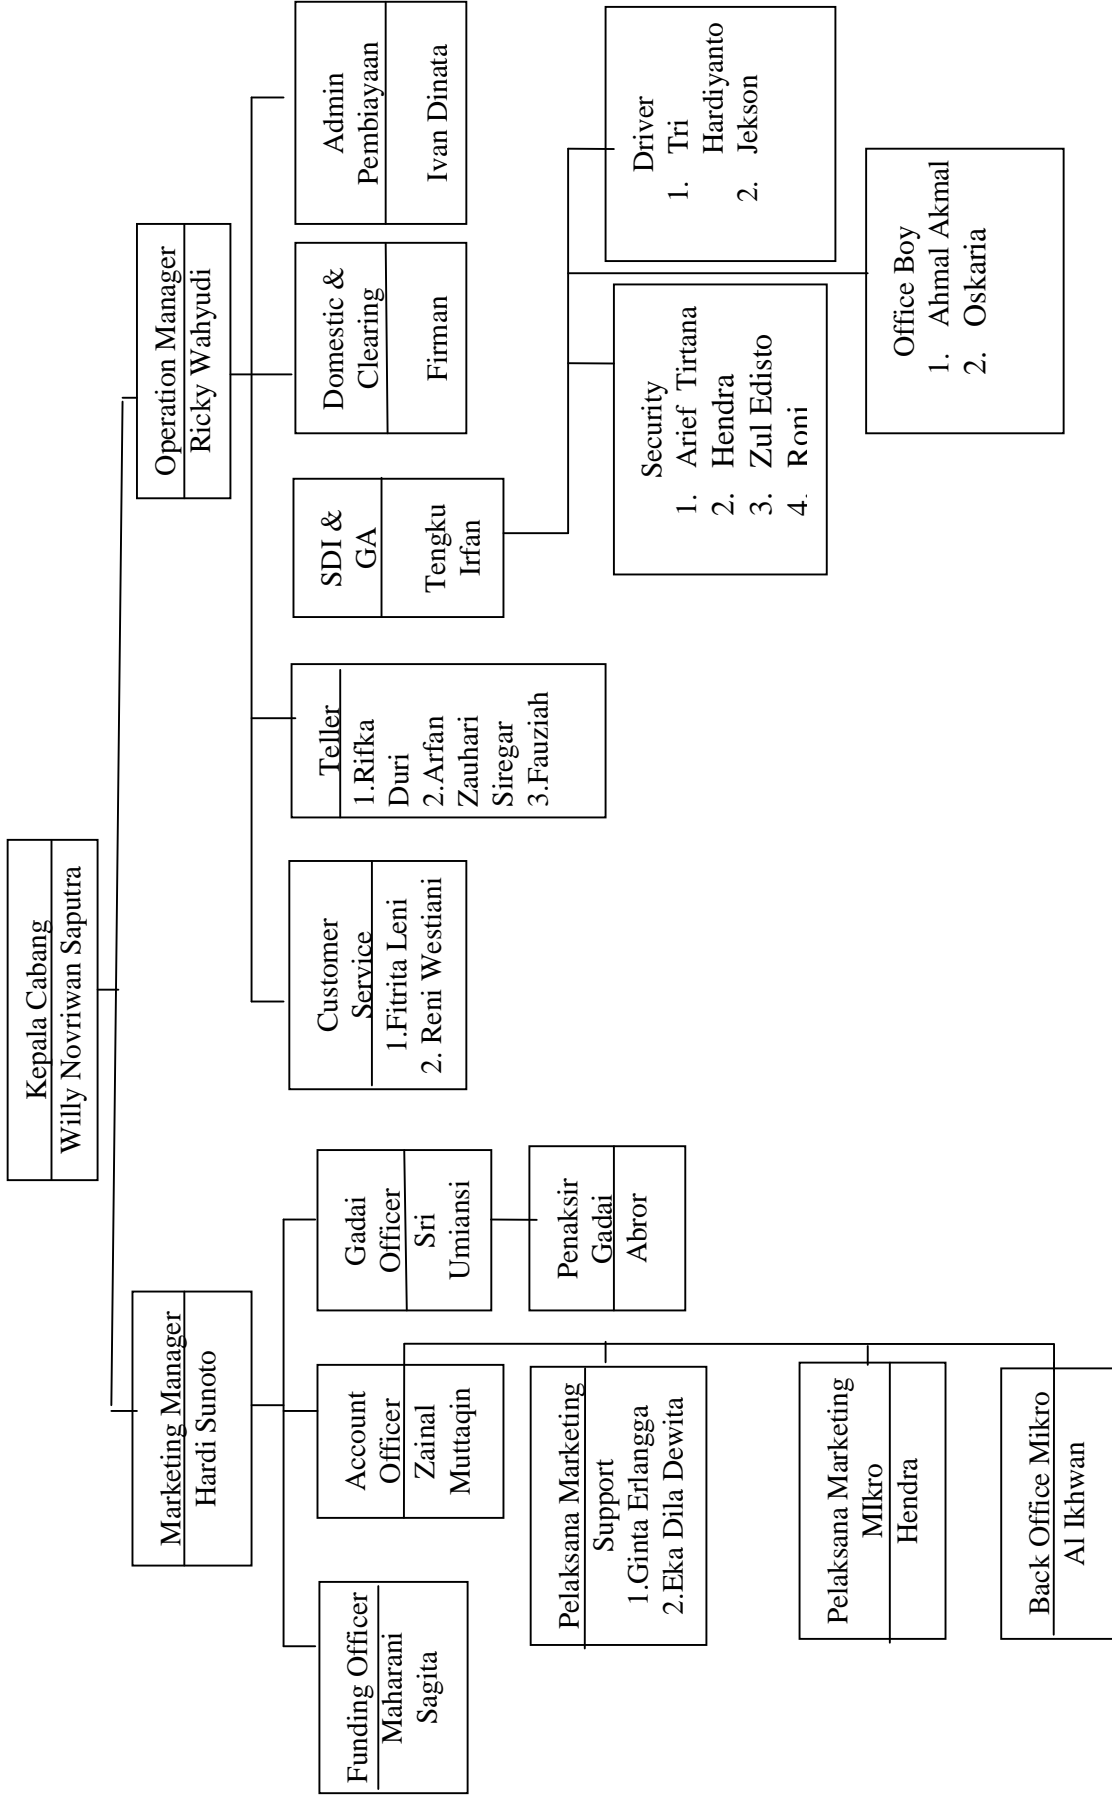 Kepala Cabang
Willy Novriwan Saputra
Marketing Manager
Hardi Sunoto
Operation Manager
Ricky Wahyudi
Funding Officer
Maharani
Sagita
Account
Officer
Zainal
Muttaqin
Gadai
Officer
Sri
Umiansi
Customer
Service
1.Fitrita Leni
2. Reni Westiani
Teller
1.Rifka
Duri
2.Arfan
Zauhari
Siregar
3.Fauziah
SDI &
GA
Tengku
Irfan
Domestic &
Clearing
Firman
Admin
Pembiayaan
Ivan Dinata
Pelaksana Marketing
Support
1.Ginta Erlangga
2.Eka Dila Dewita
Penaksir
Gadai
Abror
Security
1. Arief Tirtana
2. Hendra
3. Zul Edisto
4. Roni
Driver
1. Tri
Hardiyanto
2. Jekson
Pelaksana Marketing
MIkro
Hendra
Office Boy
1. Ahmal Akmal
2. Oskaria
Back Office Mikro
Al Ikhwan